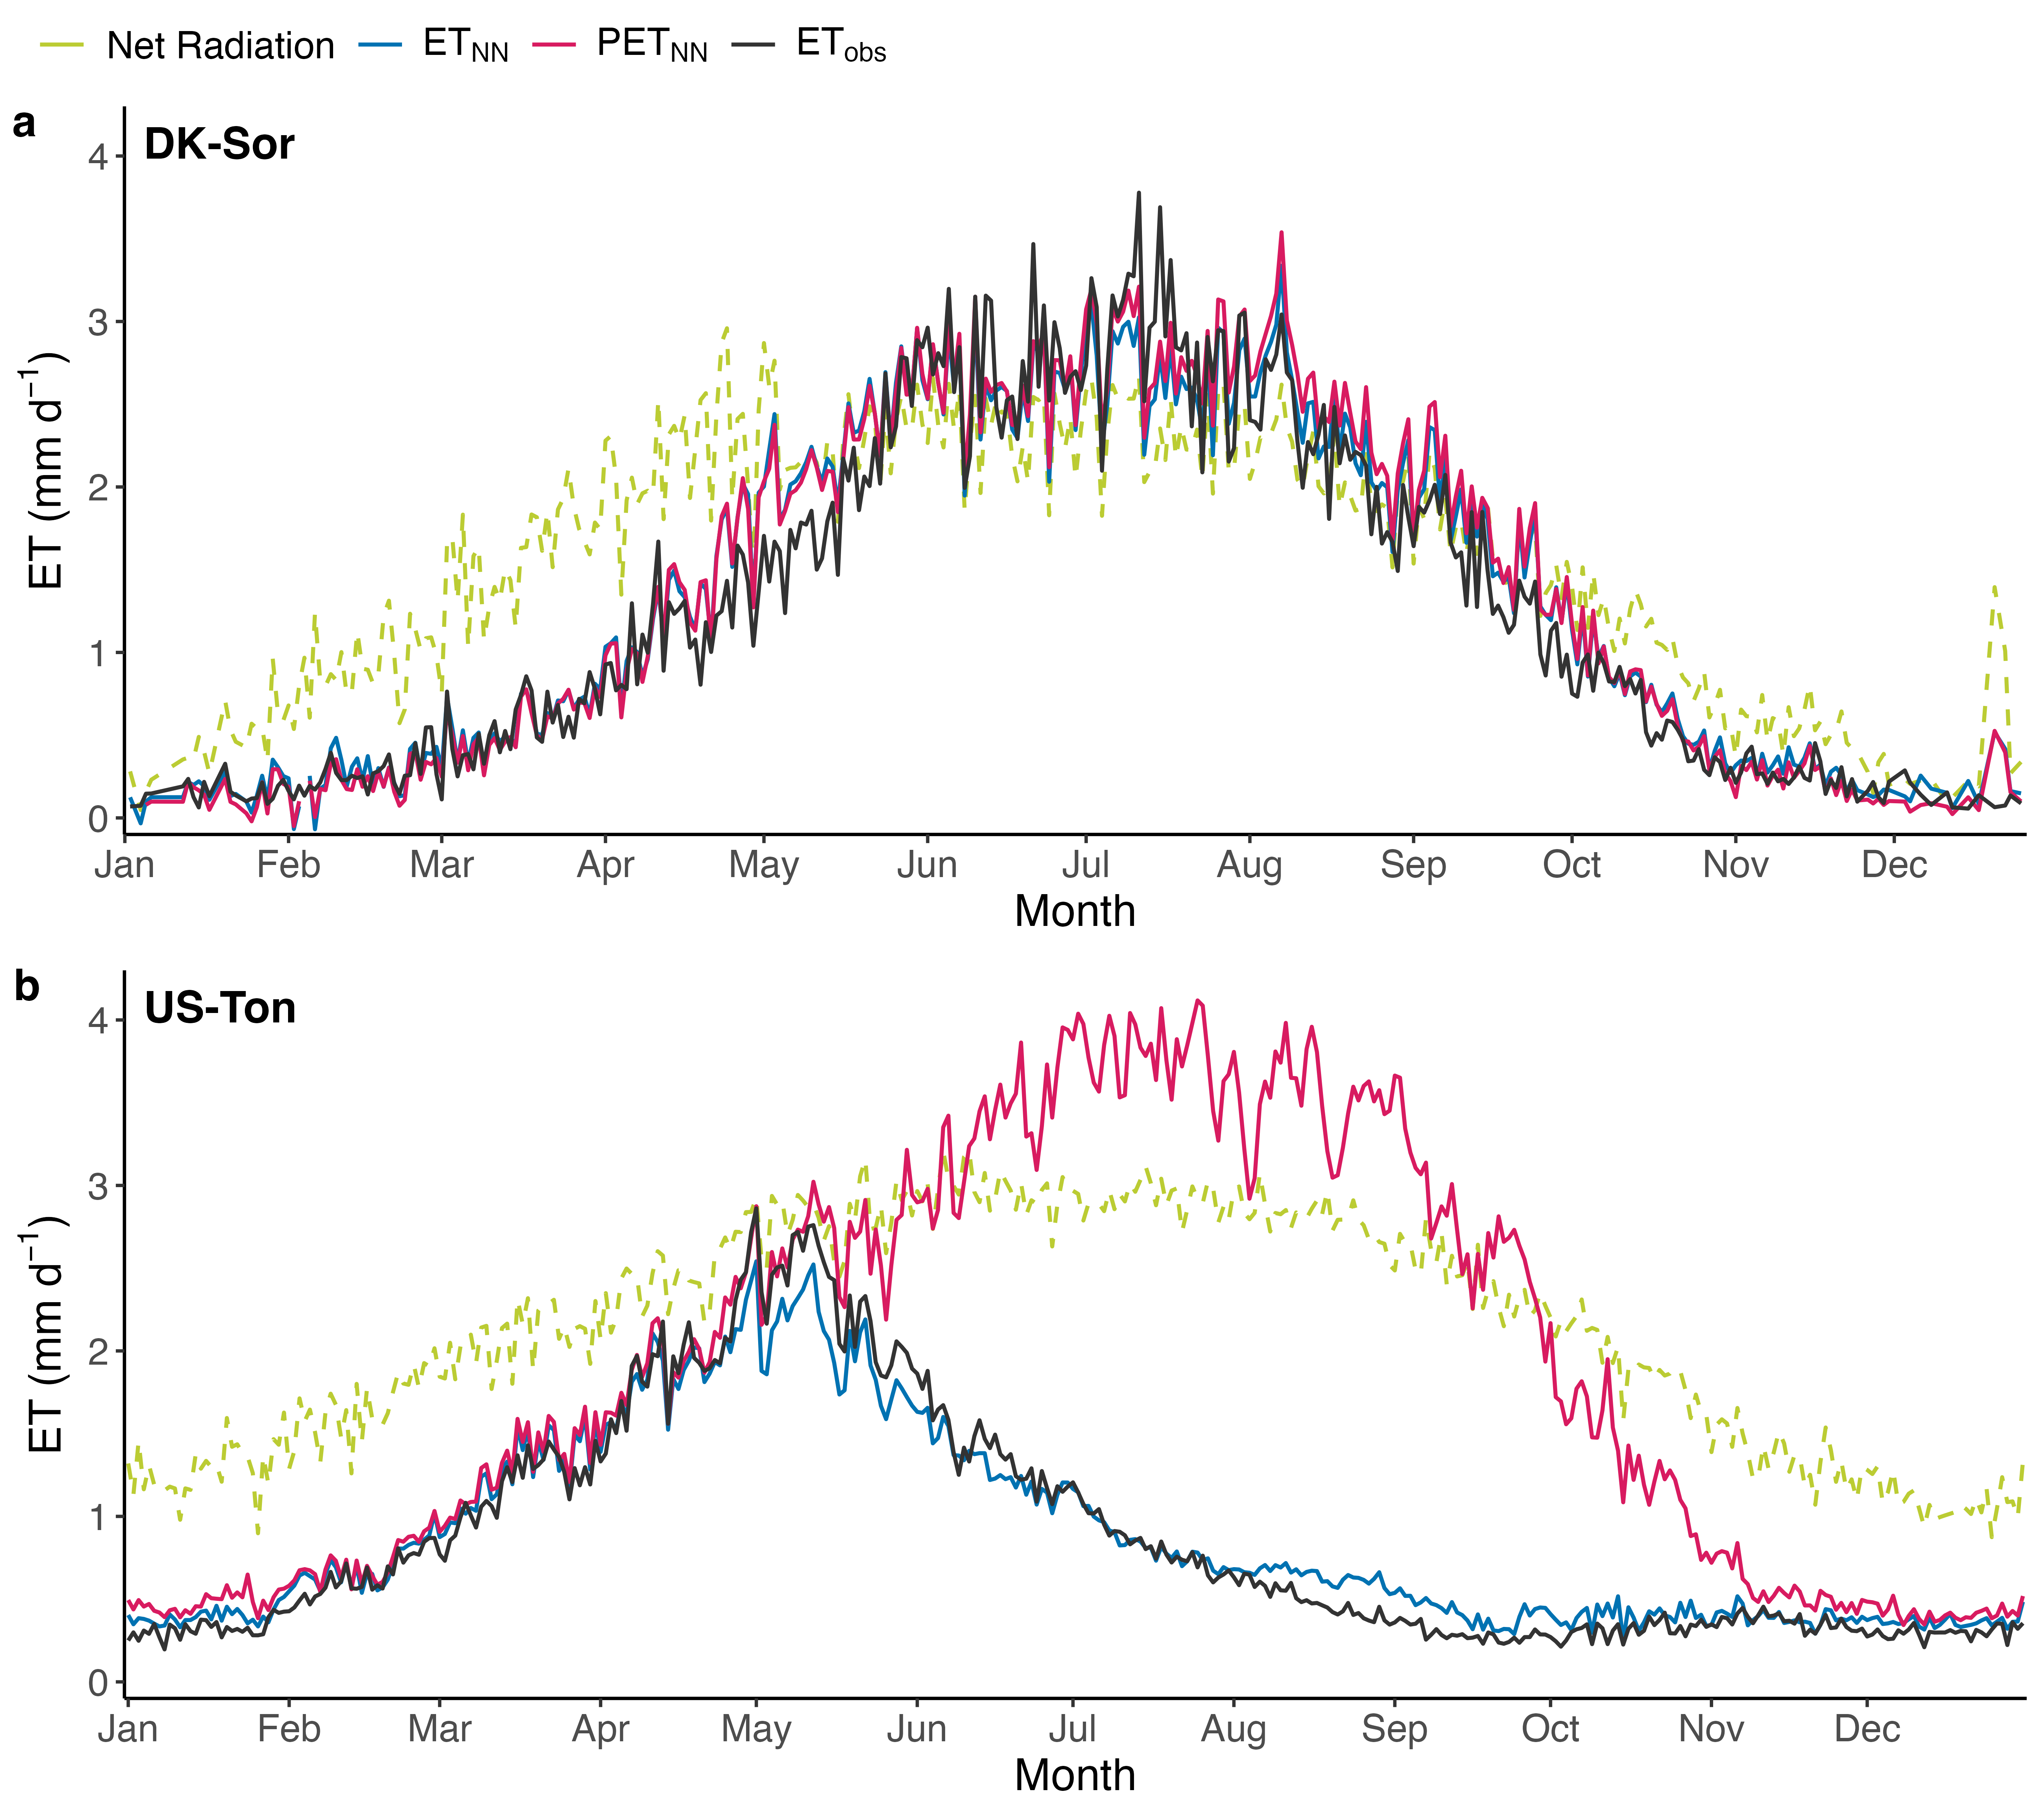 Net Radiation ET_NN PET_NN ET_obs
a
DK-Sor
4
3
2
1
0
ET (mm d⁻¹)
Jan Feb Mar Apr May Jun Jul Aug Sep Oct Nov Dec
Month
b
US-Ton
4
3
2
1
0
ET (mm d⁻¹)
Jan Feb Mar Apr May Jun Jul Aug Sep Oct Nov Dec
Month